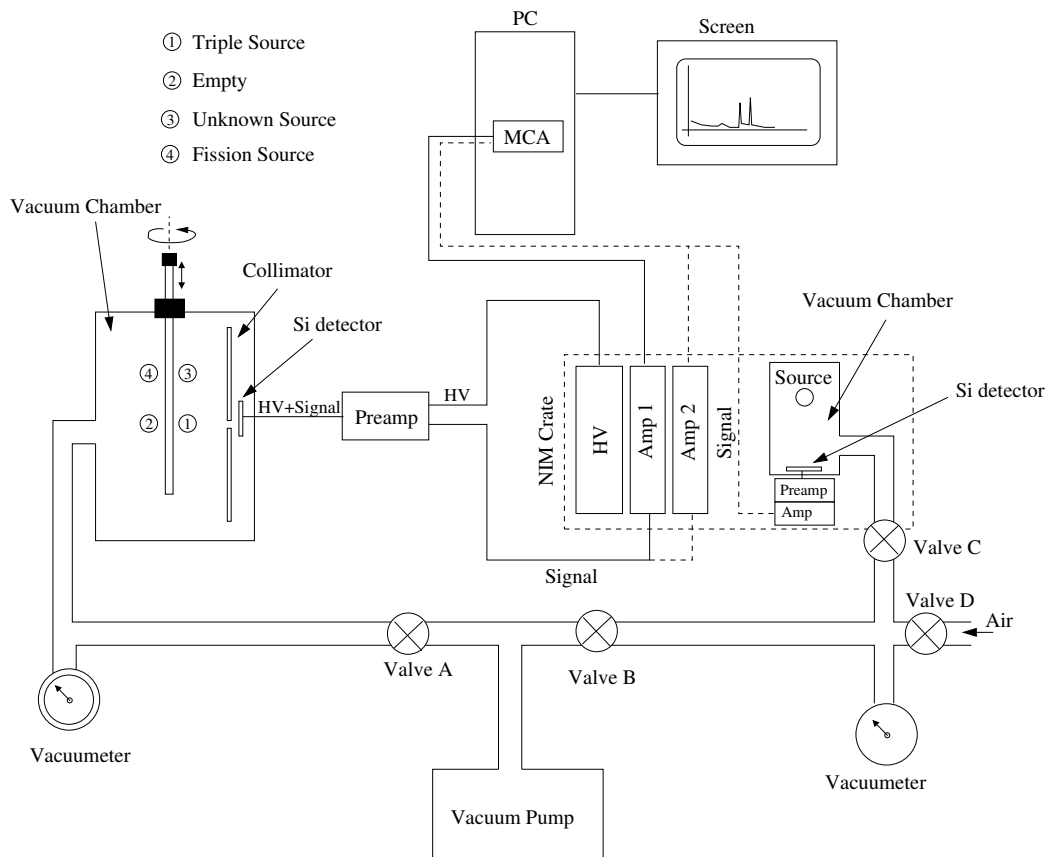 PC
Screen
① Triple Source
② Empty
③ Unknown Source
④ Fission Source
MCA
Vacuum Chamber
Collimator
Si detector
Vacuum Chamber
④
③
②
①
HV+Signal
Preamp
HV
Signal
NIM Crate
HV
Amp 1
Amp 2
Signal
Source
Si detector
Preamp
Amp
Valve C
Valve D
Air
Valve A
Valve B
Vacuumeter
Vacuumeter
Vacuum Pump